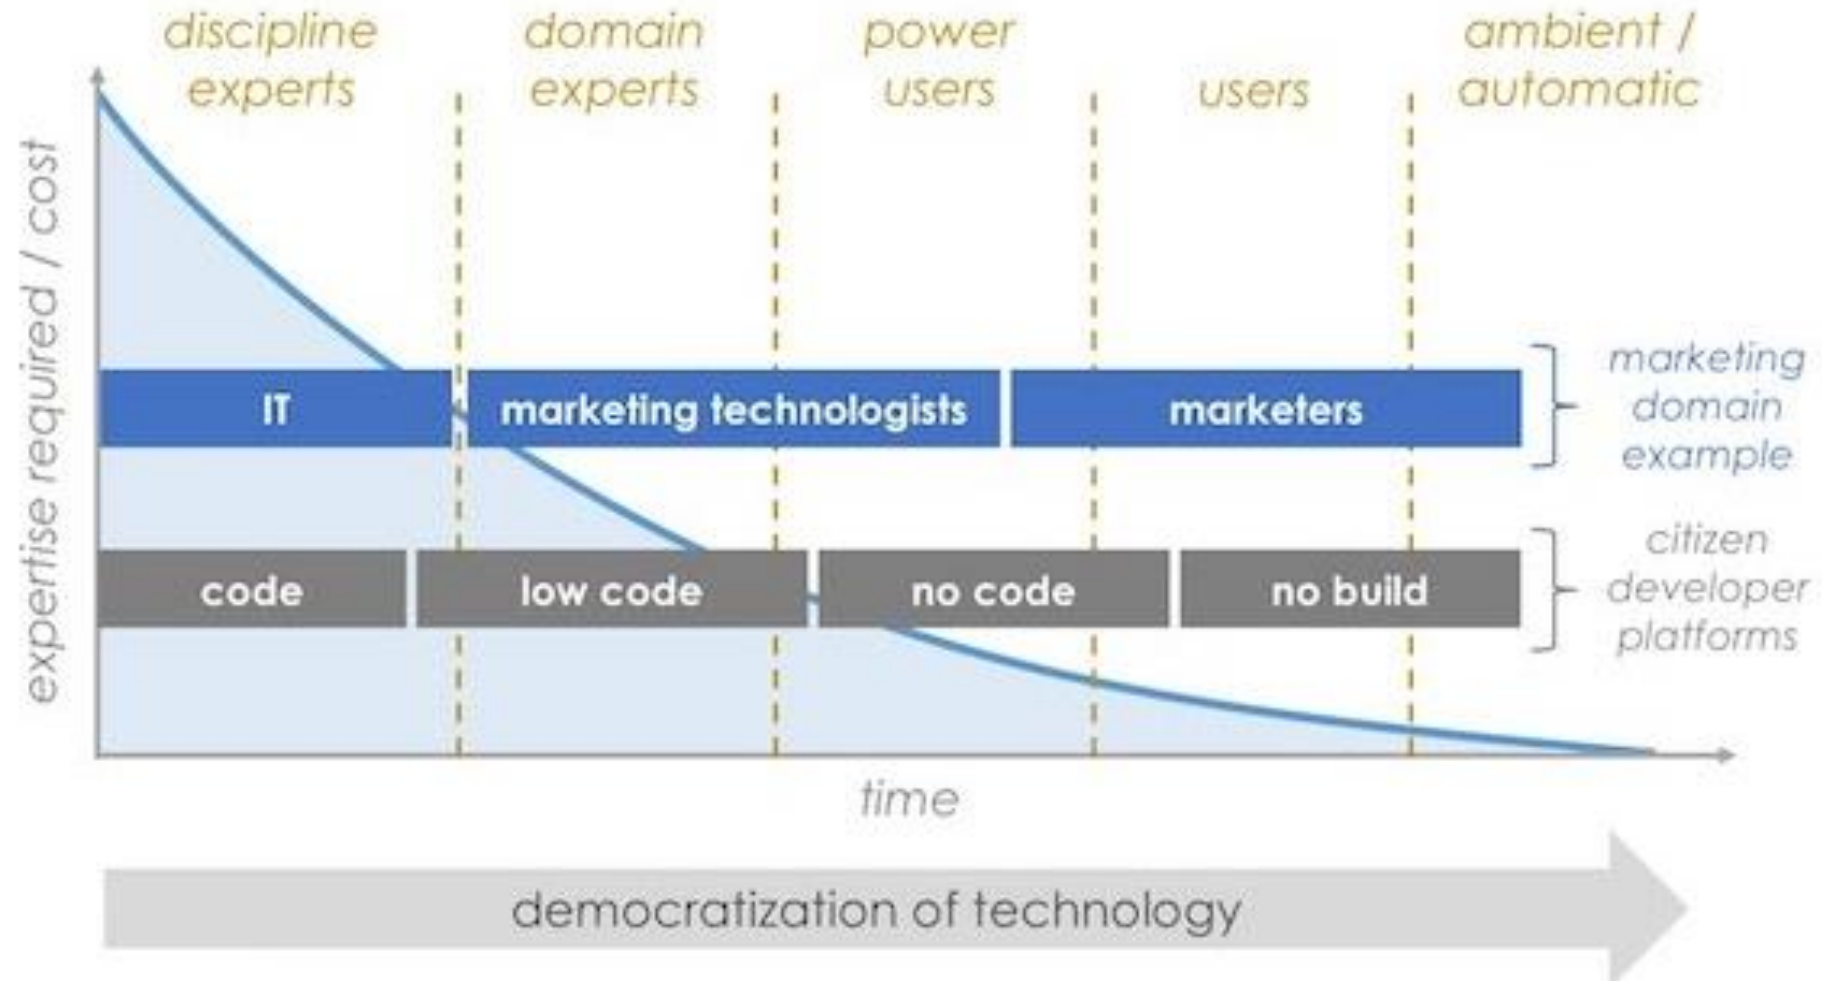 discipline
experts
domain
experts
power
users
users
ambient /
automatic
expertise required / cost
IT
marketing technologists
marketers
marketing
domain
example
code
low code
no code
no build
citizen
developer
platforms
time
democratization of technology